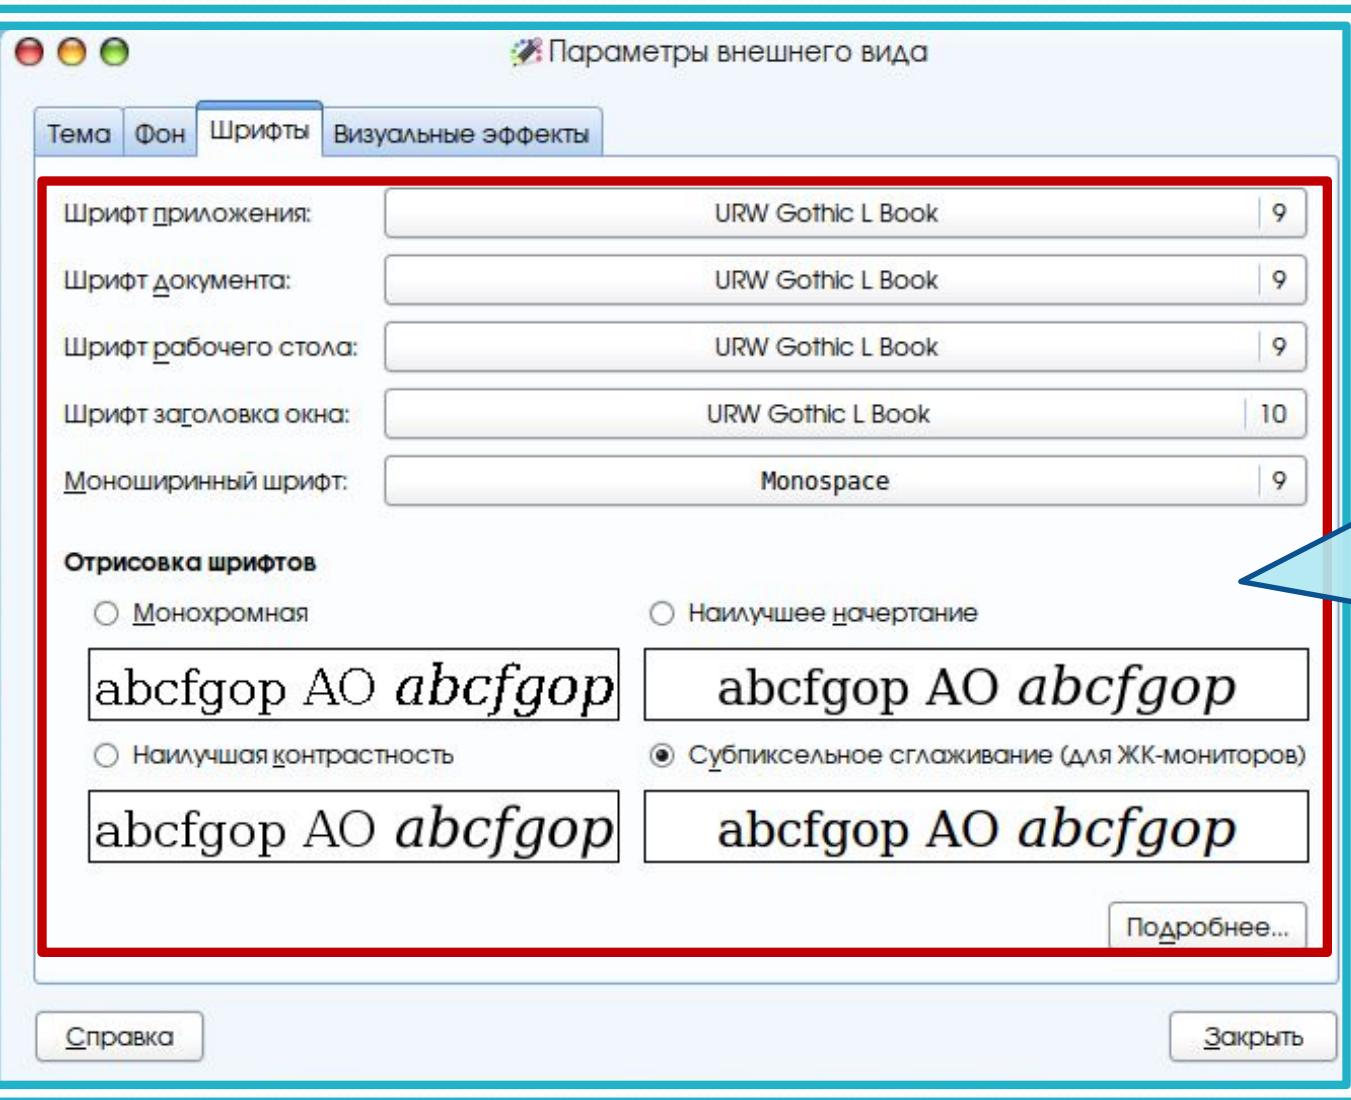 Параметры внешнего вида
Тема Фон Шрифты Визуальные эффекты
Шрифт приложения: URW Gothic L Book 9
Шрифт документа: URW Gothic L Book 9
Шрифт рабочего стола: URW Gothic L Book 9
Шрифт заголовка окна: URW Gothic L Book 10
Моноширинный шрифт: Monospace 9
Отрисовка шрифтов
Монохромная Наилучшее начертание
abcfgop AO abcfgop abcfgop AO abcfgop
Наилучшая контрастность Субпиксельное сглаживание (для ЖК-мониторов)
abcfgop AO abcfgop abcfgop AO abcfgop
Подробнее...
Справка Закрыть